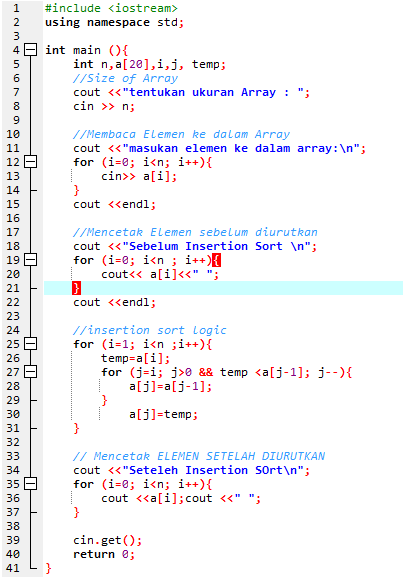 1 #include <iostream>
2 using namespace std;
3
4 int main (){
5     int n,a[20],i,j, temp;
6     //Size of Array
7     cout <<"tentukan ukuran Array : ";
8     cin >> n;
9
10     //Membaca Elemen ke dalam Array
11     cout <<"masukan elemen ke dalam array:\n";
12     for (i=0; i<n; i++){
13         cin>> a[i];
14     }
15     cout <<endl;
16
17     //Mencetak Elemen sebelum diurutkan
18     cout <<"Sebelum Insertion Sort \n";
19     for (i=0; i<n ; i++){
20         cout<< a[i]<<" ";
21     }
22     cout <<endl;
23
24     //insertion sort logic
25     for (i=1; i<n ;i++){
26         temp=a[i];
27         for (j=i; j>0 && temp <a[j-1]; j--){
28             a[j]=a[j-1];
29         }
30             a[j]=temp;
31     }
32
33     // Mencetak ELEMEN SETELAH DIURUTKAN
34     cout <<"Seteleh Insertion SOrt\n";
35     for (i=0; i<n; i++){
36         cout <<a[i];cout <<" ";
37     }
38
39     cin.get();
40     return 0;
41 }